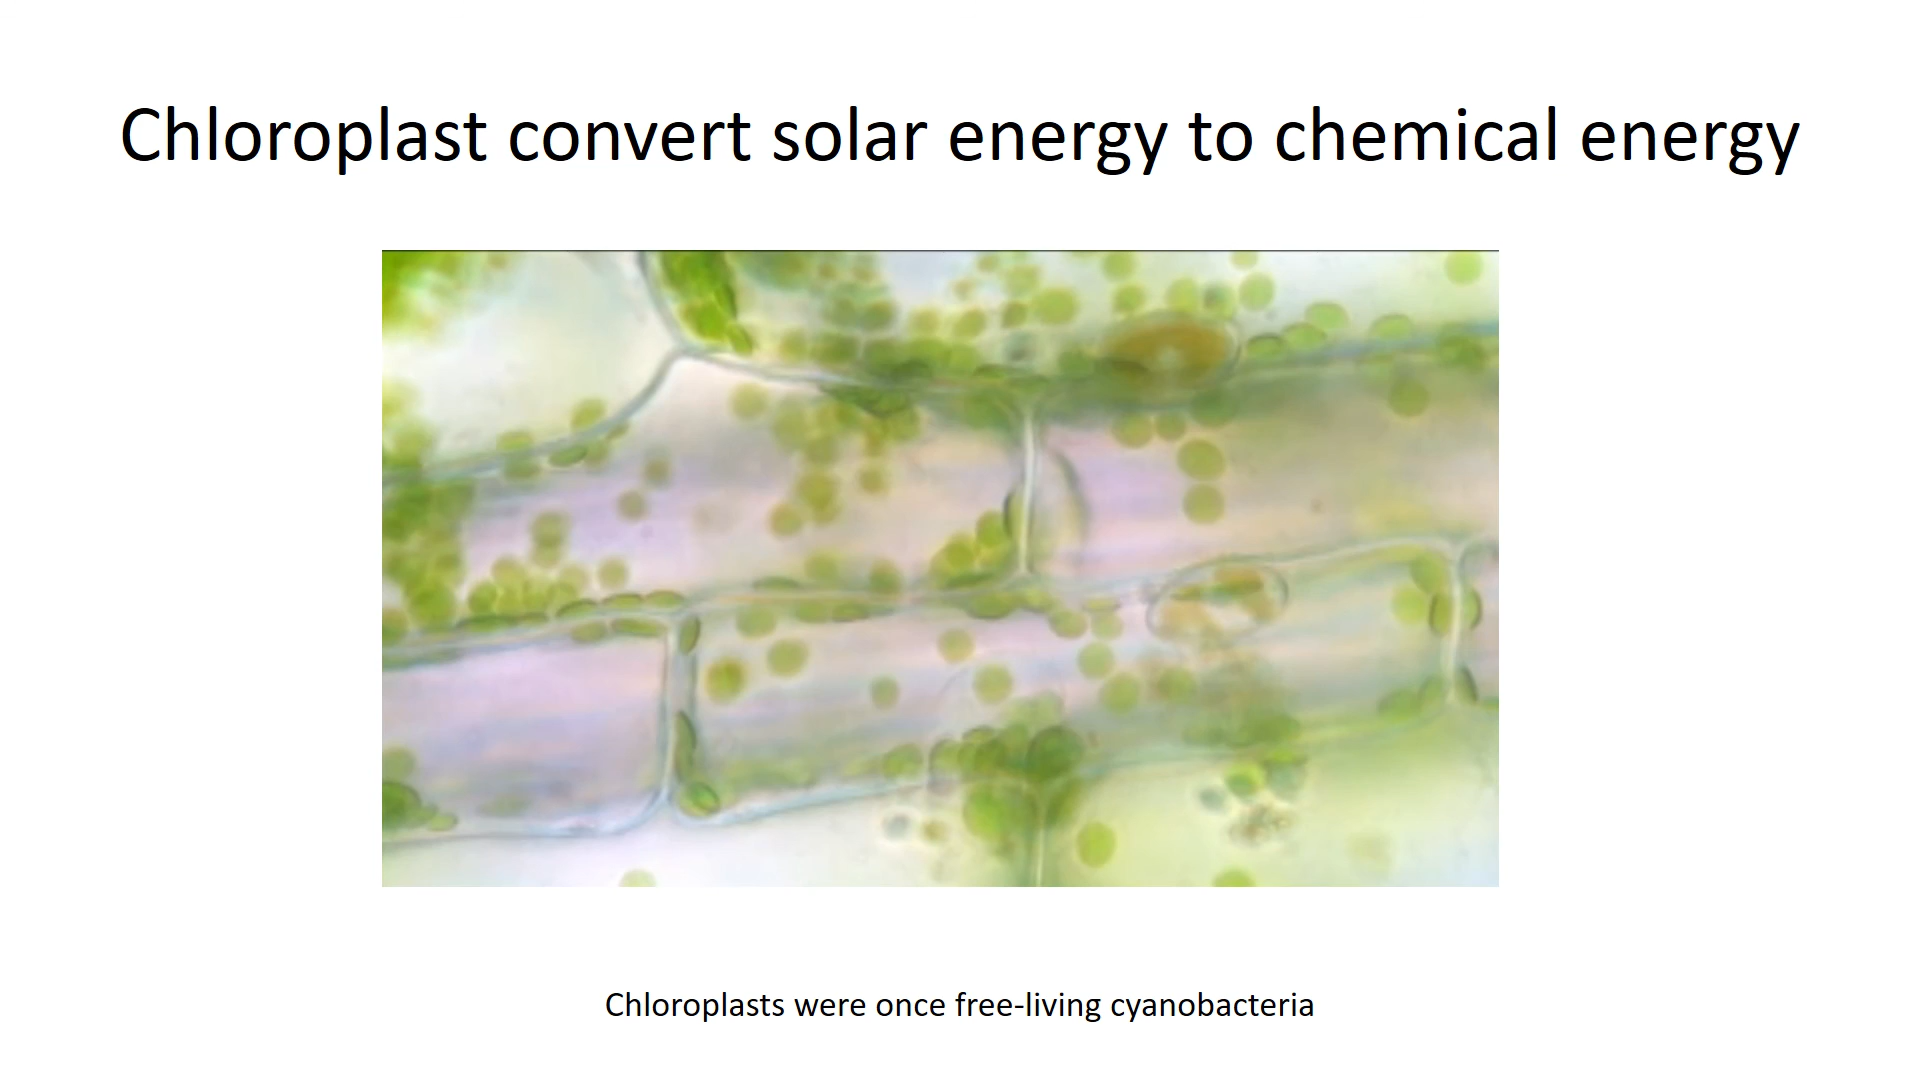 Chloroplast convert solar energy to chemical energy
Chloroplasts were once free-living cyanobacteria